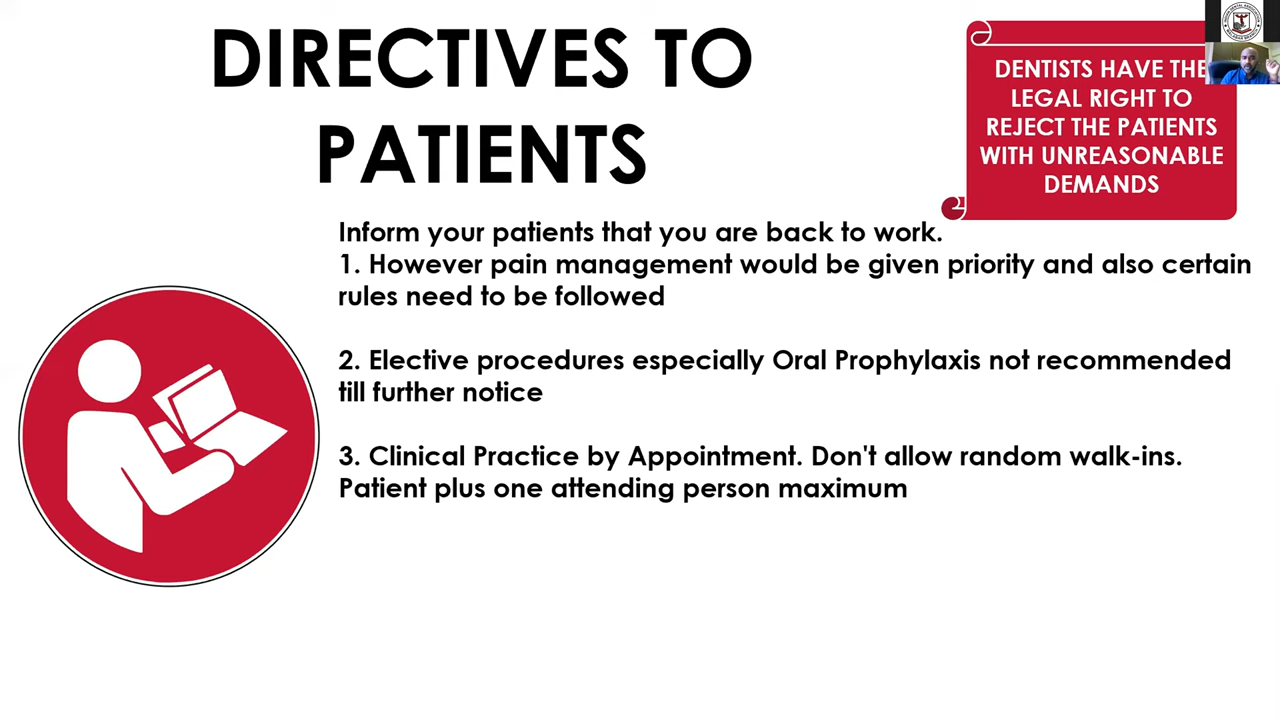 DIRECTIVES TO
PATIENTS
DENTISTS HAVE THE
LEGAL RIGHT TO
REJECT THE PATIENTS
WITH UNREASONABLE
DEMANDS
Inform your patients that you are back to work.
1. However pain management would be given priority and also certain
rules need to be followed
2. Elective procedures especially Oral Prophylaxis not recommended
till further notice
3. Clinical Practice by Appointment. Don't allow random walk-ins.
Patient plus one attending person maximum